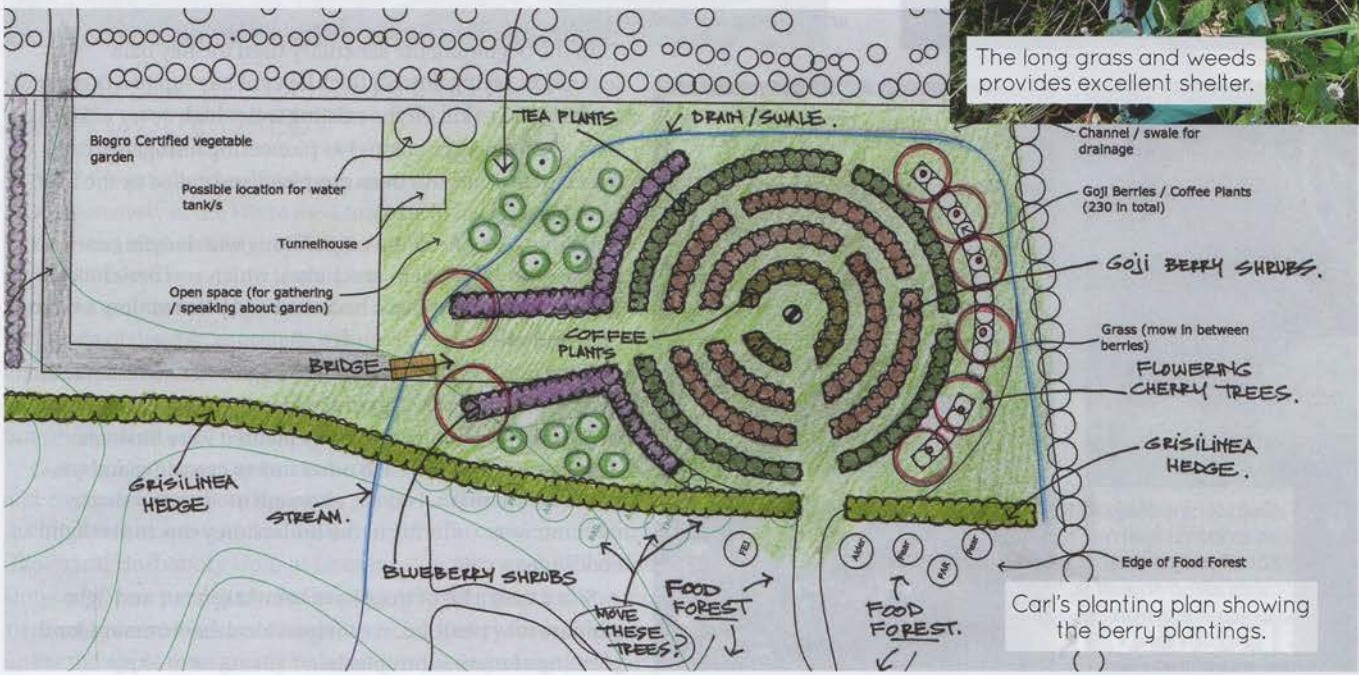 The long grass and weeds
provides excellent shelter.
TEA PLANTS
DRAIN/SWALE.
Channel / swale for
drainage
Biogro Certified vegetable
garden
Possible location for water
tank/s
Tunnelhouse
Open space (for gathering
/ speaking about garden)
Goji Berries / Coffee Plants
(230 in total)
GOJI BERRY SHRUBS.
COFFEE
PLANTS
BRIDGE
Grass (mow in between
berries)
FLOWERING
CHERRY TREES.
GRISILINEA
HEDGE.
GRISILINEA
HEDGE
STREAM.
BLUEBERRY SHRUBS
MOVE
THESE
TREES?
FEJ
FOOD
FOREST
Alder
Pear
PAR
Pear
FOOD
FOREST.
Edge of Food Forest
Carl's planting plan showing
the berry plantings.